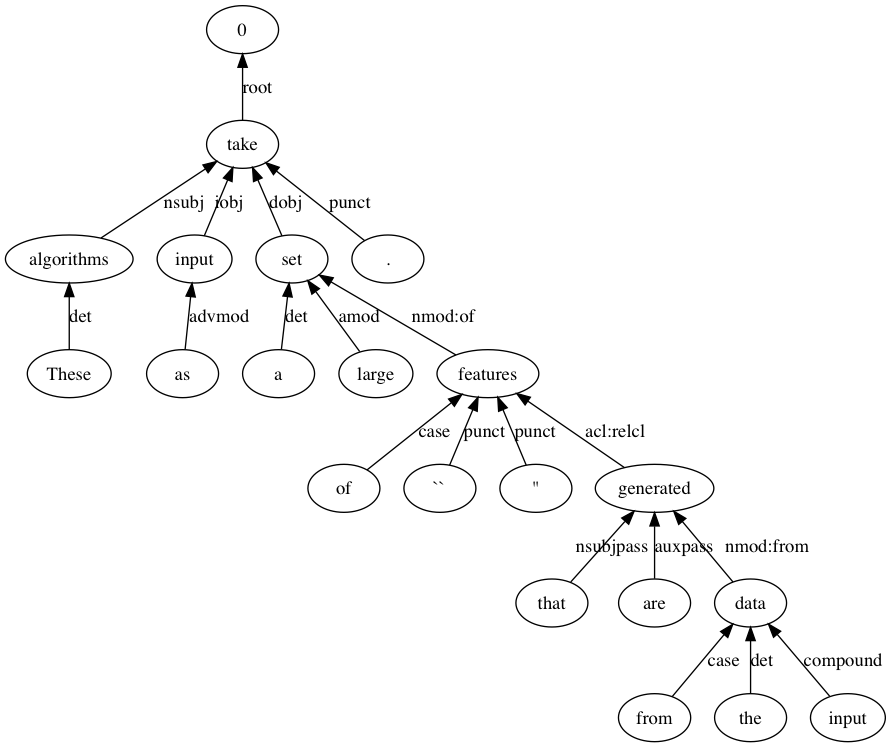 0
root
take
nsubj iobj dobj punct
algorithms input set .
det advmod det amod nmod:of
These as a large features
case punct punct acl:relcl
of `` '' generated
nsubjpass auxpass nmod:from
that are data
case det compound
from the input